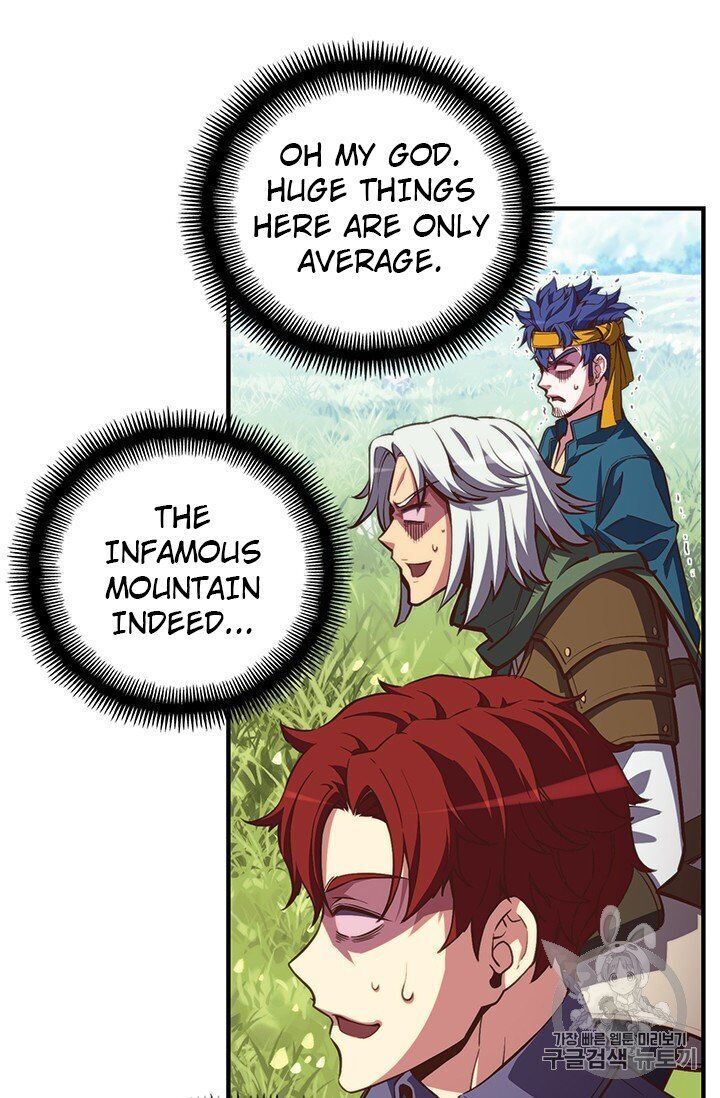 OH MY GOD.
HUGE THINGS
HERE ARE ONLY
AVERAGE.
THE
INFAMOUS
MOUNTAIN
INDEED...
가장 빠른 웹툰 미리보기
구글검색 뉴토끼